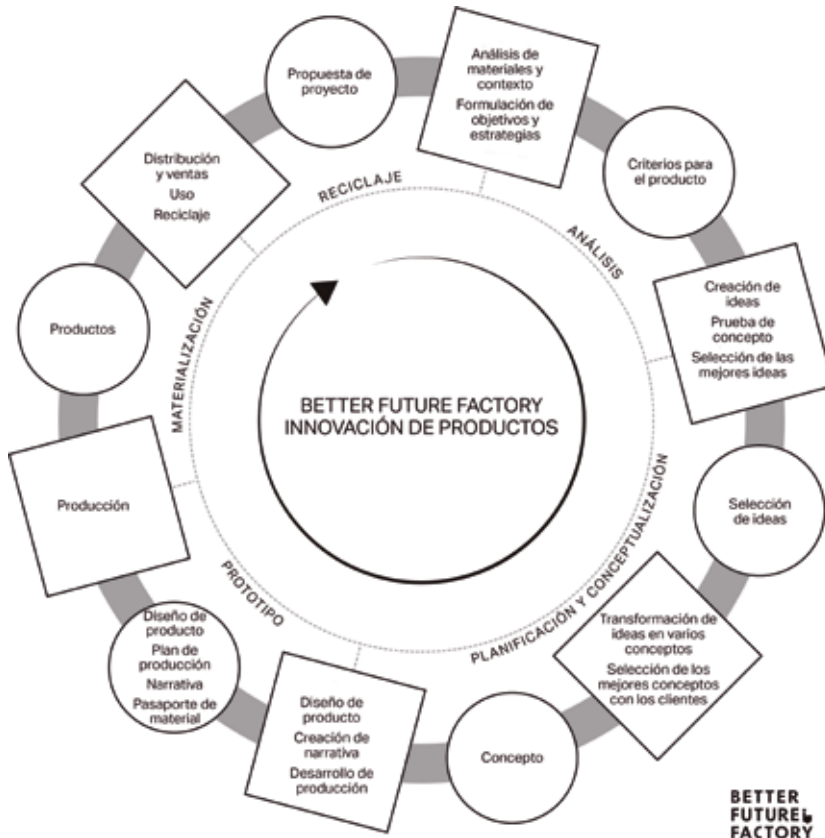 Propuesta de
proyecto
Análisis de
materiales y
contexto
Formulación de
objetivos y
estrategias
Criterios para
el producto
Creación de
ideas
Prueba de
concepto
Selección de las
mejores ideas
Selección
de ideas
Transformación de
ideas en varios
conceptos
Selección de los
mejores conceptos
con los clientes
Concepto
Diseño de
producto
Creación de
narrativa
Desarrollo de
producción
Diseño de
producto
Plan de
producción
Narrativa
Pasaporte de
material
Producción
Productos
Distribución
y ventas
Uso
Reciclaje
RECICLAJE
ANÁLISIS
PLANIFICACIÓN Y CONCEPTUALIZACIÓN
PROTOTIPO
MATERIALIZACIÓN
BETTER FUTURE FACTORY
INNOVACIÓN DE PRODUCTOS
BETTER
FUTURE
FACTORY